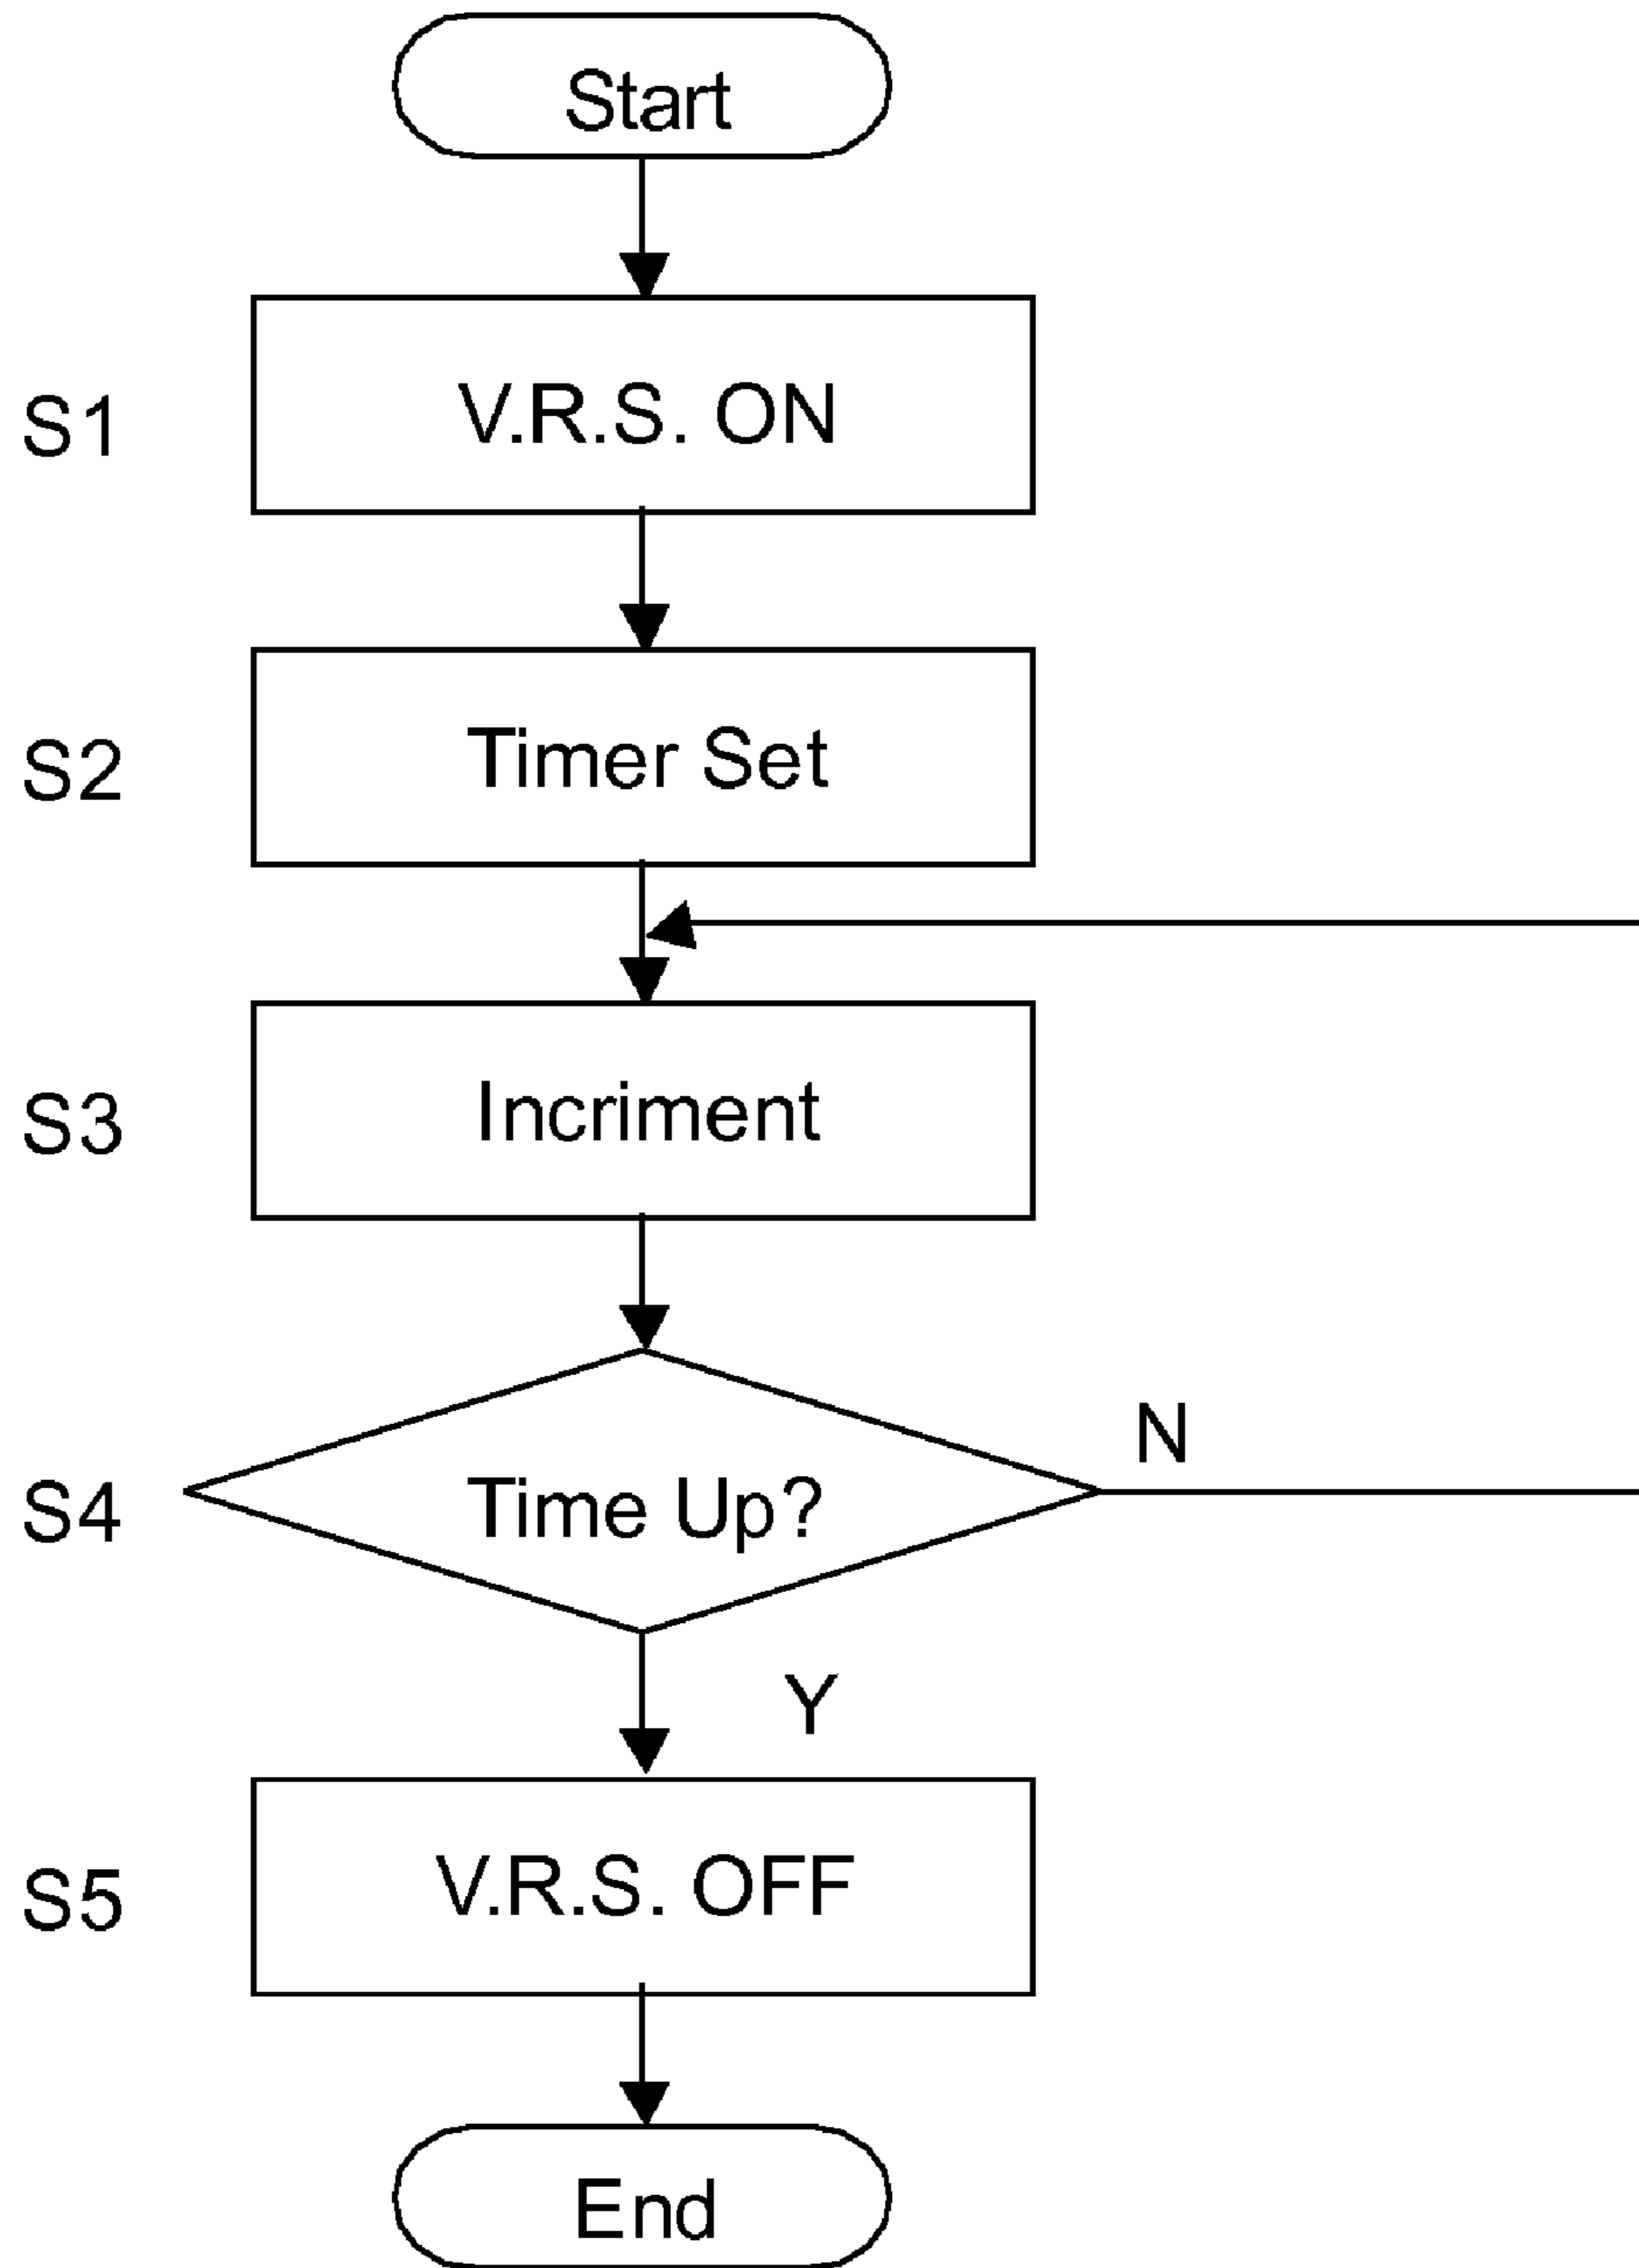 Start
S1
V.R.S. ON
S2
Timer Set
S3
Incriment
S4
Time Up?
N
Y
S5
V.R.S. OFF
End